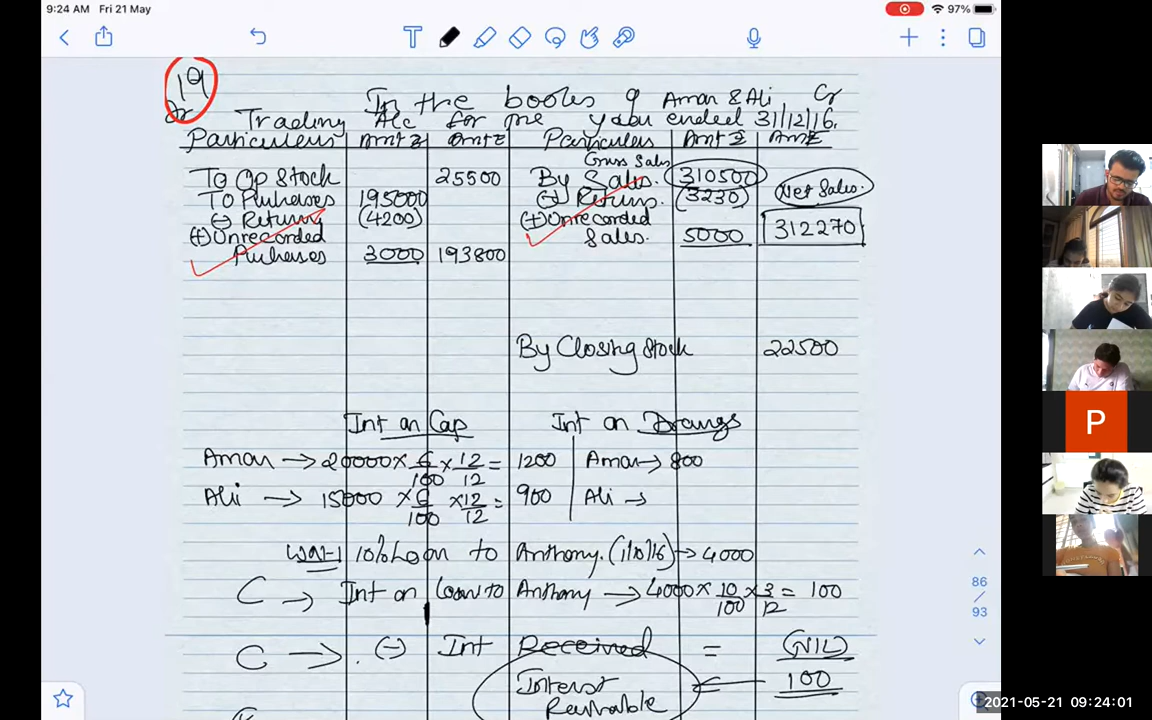 9:24 AM Fri 21 May
97%
19
In the books of Aman & Ali
Dr Cr
Trading A/c for the year ended 31/12/16.
Particulars Amt ₹ Amt ₹ Particulars Amt ₹ Amt ₹
Gross Sales
To Op Stock 25500 By Sales. 310500
To Purchases 195000 (-) Return. (3230) Net Sales.
(-) Returns (4200) (+) Unrecorded
(+) Unrecorded Sales. 5000 312270
Purchases 3000 193800
By Closing Stock 22500
Int on Cap Int on Drawgs
Aman → 20000 × 6/100 × 12/12 = 1200 Aman → 800
Ali → 15000 × 6/100 × 12/12 = 900 Ali →
WN-1 10% Loan to Anthony. (1/10/16) → 4000
C → Int on loan to Anthony → 4000 × 10/100 × 3/12 = 100
C → (-) Int Received = (NIL)
Interest 100
P
86
/
93
2021-05-21 09:24:01